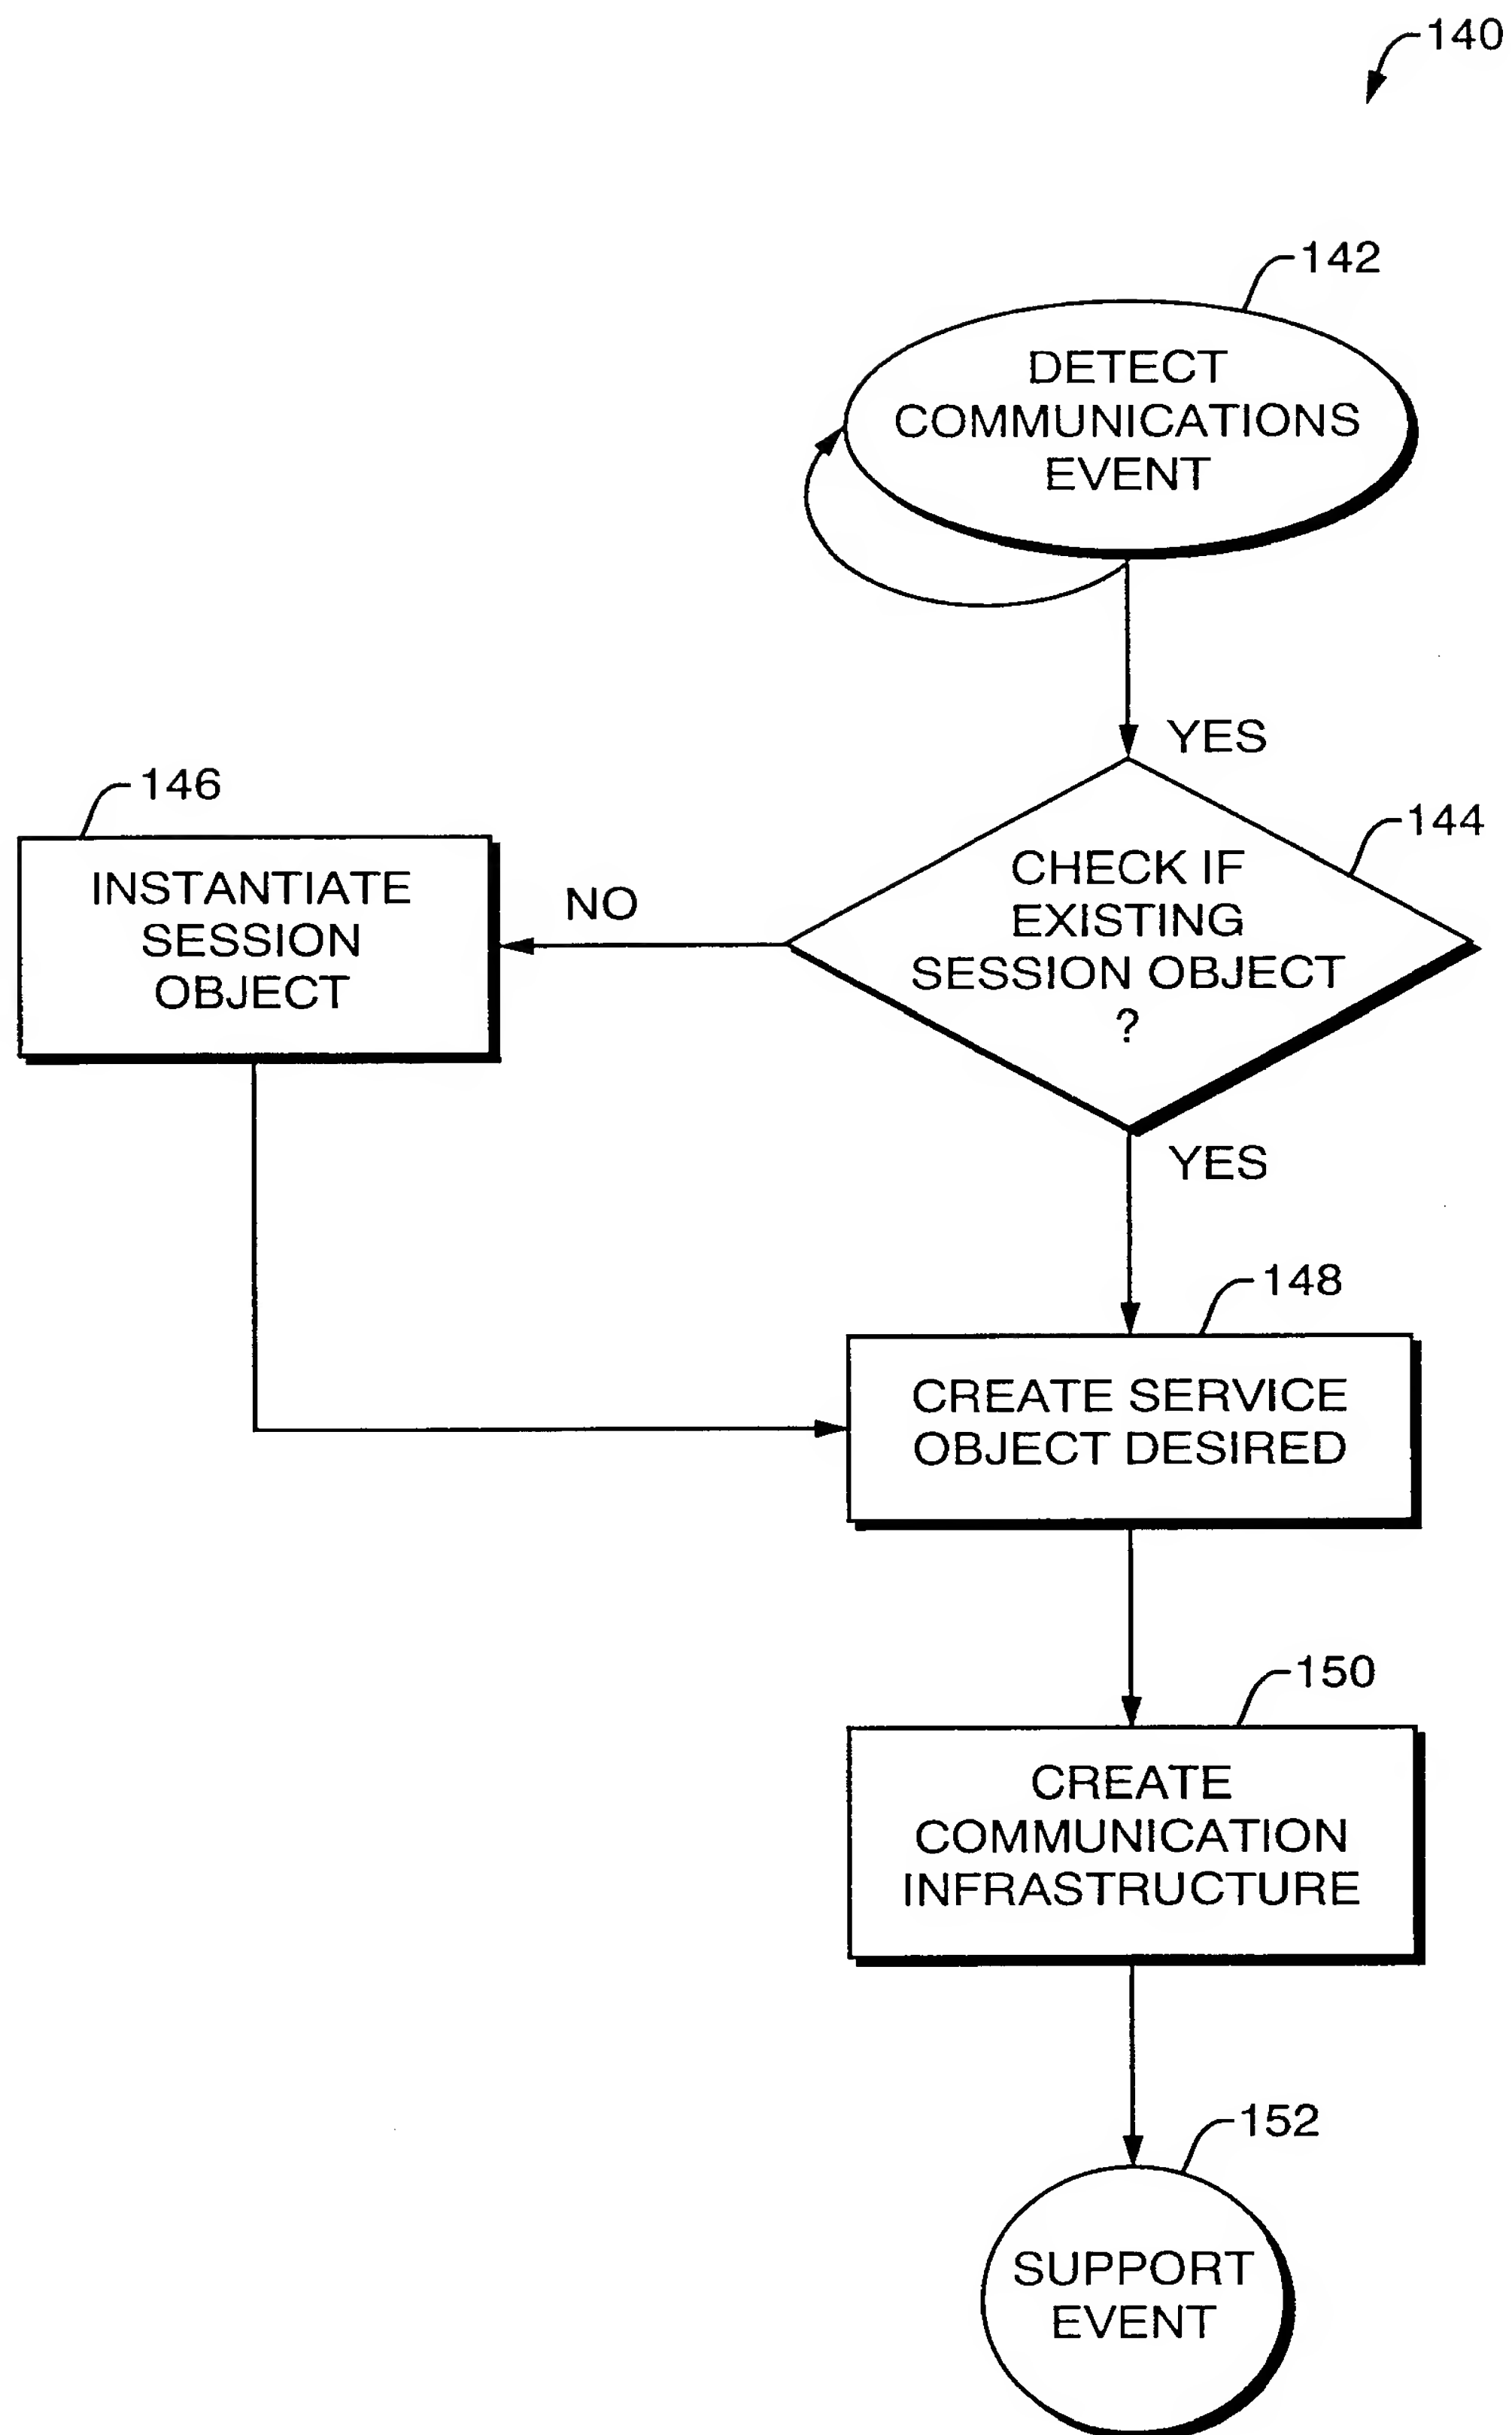 140
142
DETECT
COMMUNICATIONS
EVENT
YES
146
144
INSTANTIATE
SESSION
OBJECT
NO
CHECK IF
EXISTING
SESSION OBJECT
?
YES
148
CREATE SERVICE
OBJECT DESIRED
150
CREATE
COMMUNICATION
INFRASTRUCTURE
152
SUPPORT
EVENT